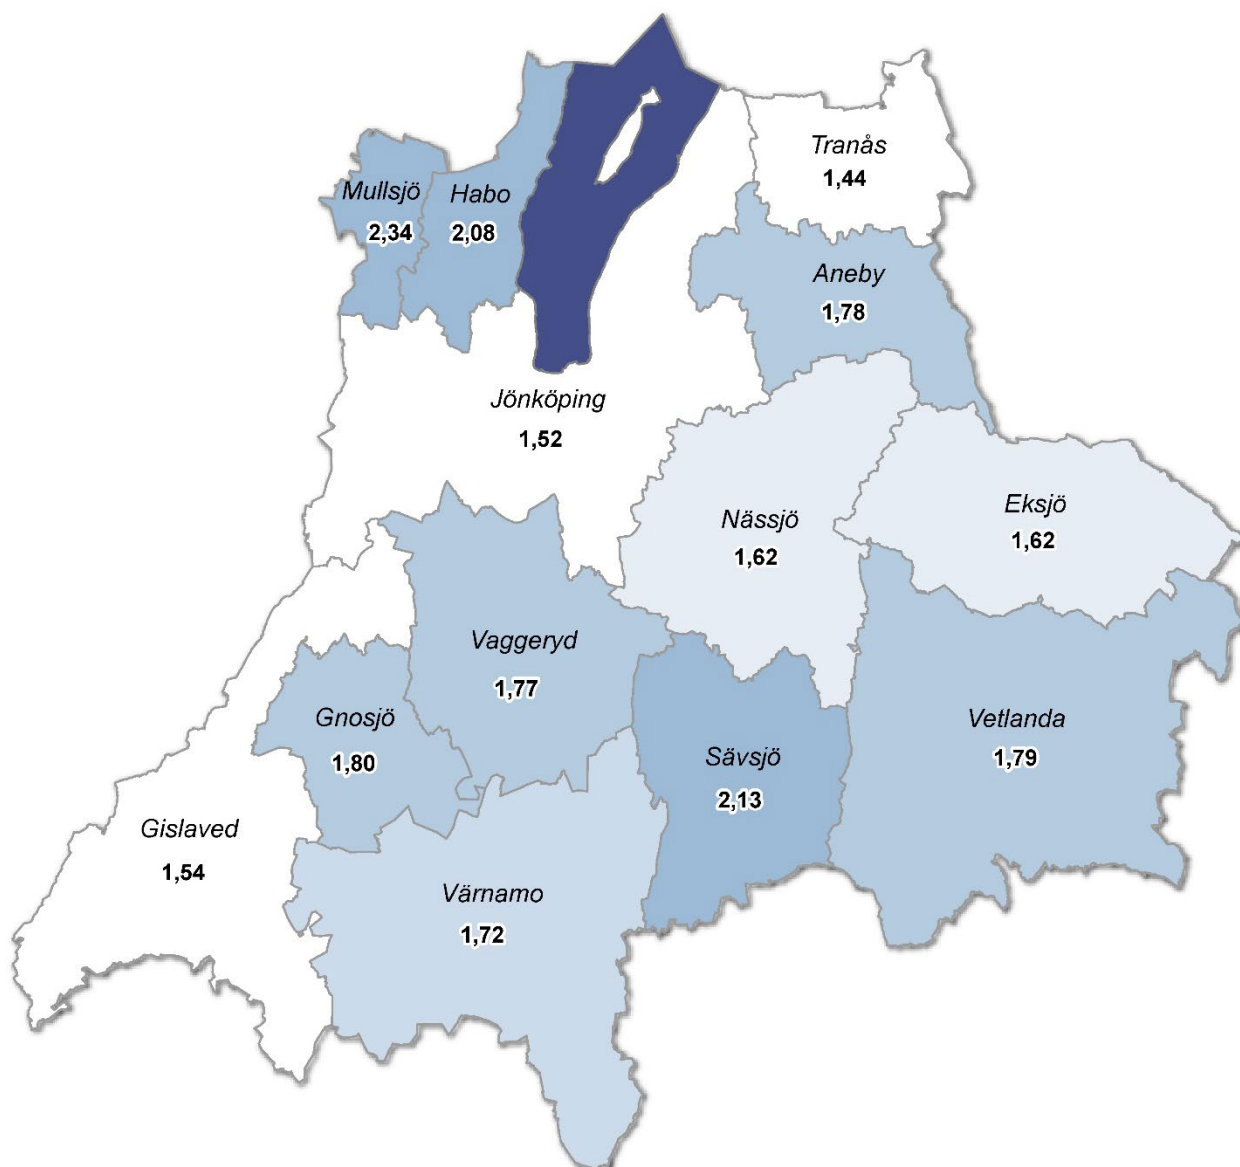 Tranås
1,44
Mullsjö
2,34
Habo
2,08
Aneby
1,78
Jönköping
1,52
Nässjö
1,62
Eksjö
1,62
Vaggeryd
1,77
Gnosjö
1,80
Sävsjö
2,13
Vetlanda
1,79
Gislaved
1,54
Värnamo
1,72